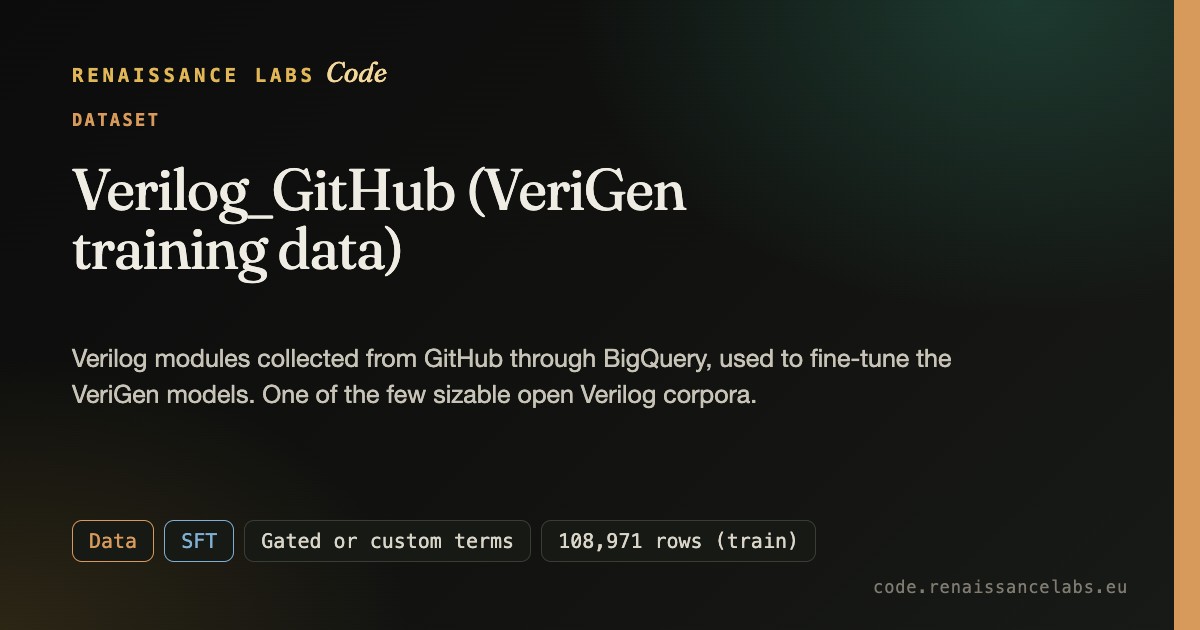 RENAISSANCE LABS Code
DATASET
Verilog_GitHub (VeriGen
training data)
Verilog modules collected from GitHub through BigQuery, used to fine-tune the
VeriGen models. One of the few sizable open Verilog corpora.
Data SFT Gated or custom terms 108,971 rows (train)
code.renaissancelabs.eu